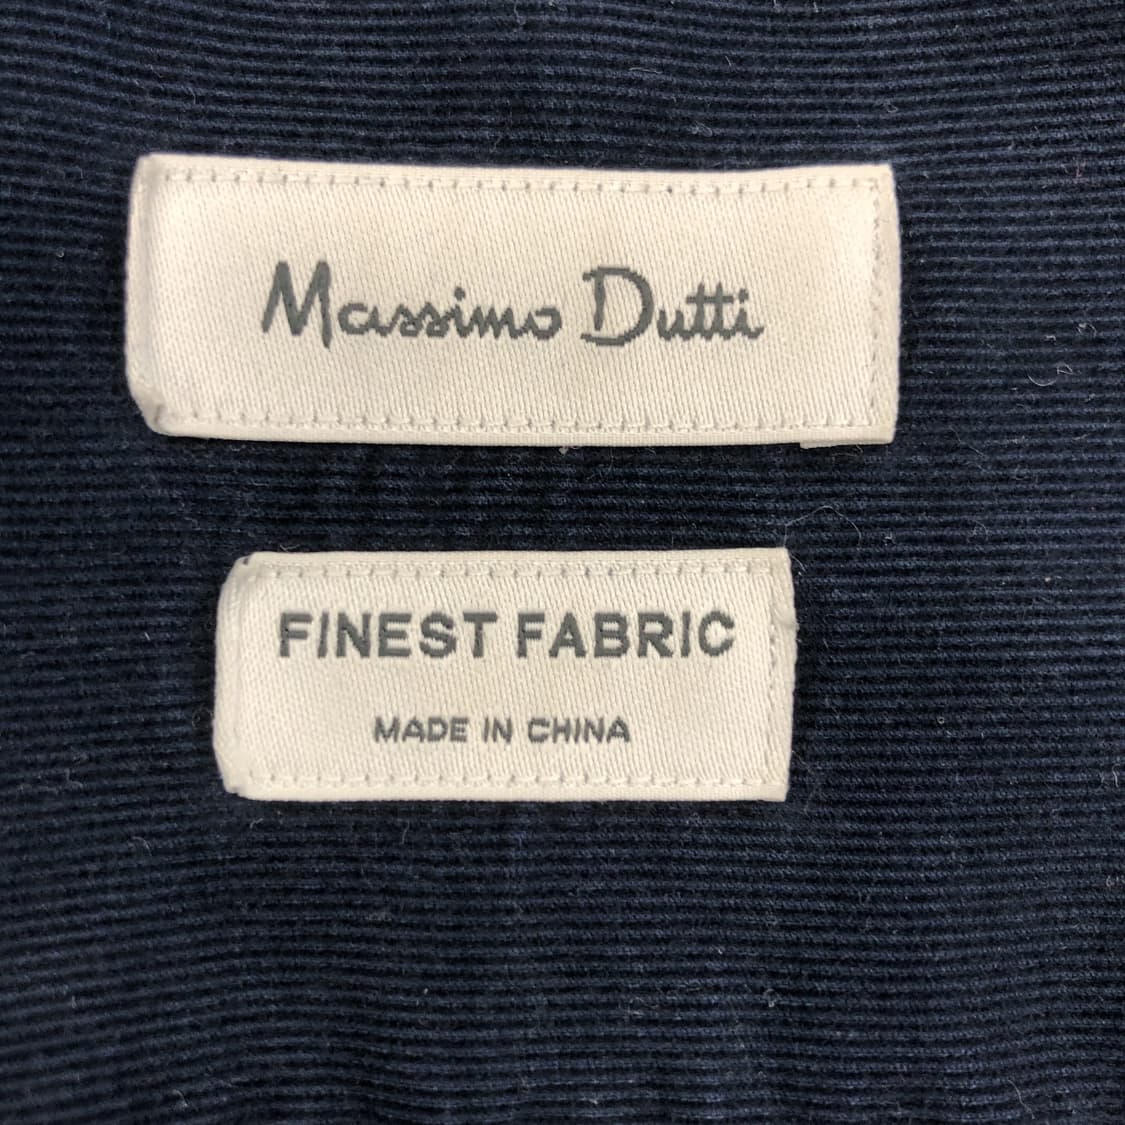 Massimo Dutti
FINEST FABRIC
MADE IN CHINA